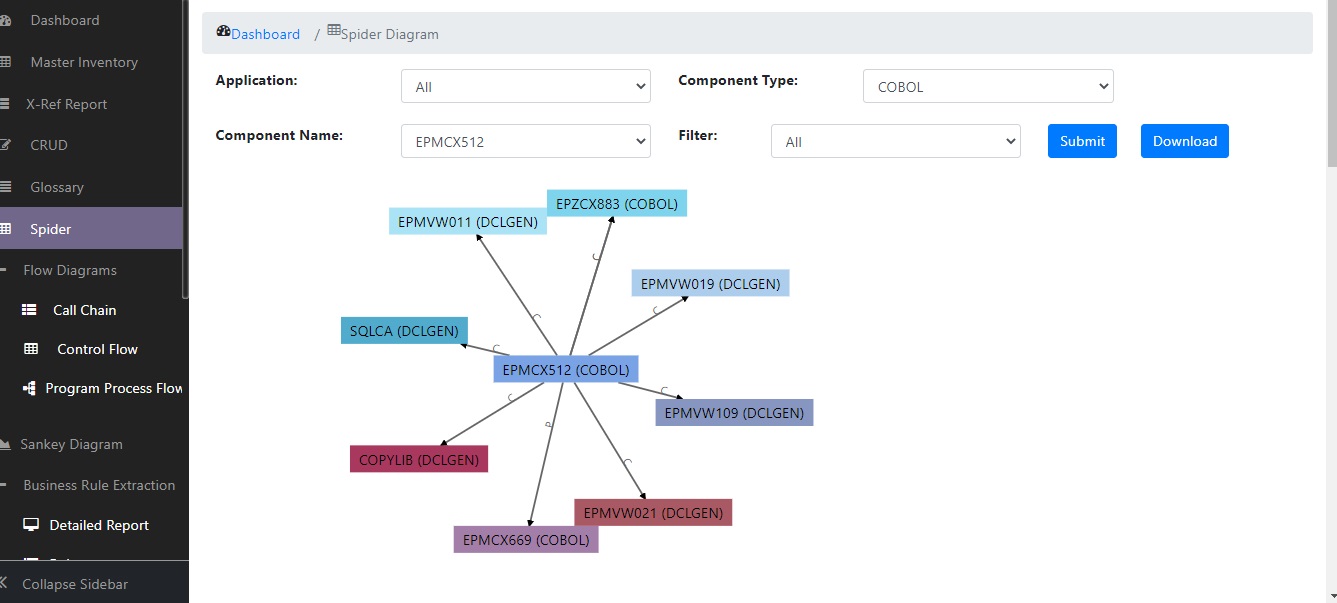 Dashboard
Master Inventory
X-Ref Report
CRUD
Glossary
Spider
Flow Diagrams
Call Chain
Control Flow
Program Process Flow
Sankey Diagram
Business Rule Extraction
Detailed Report
Collapse Sidebar
Dashboard / Spider Diagram
Application: All Component Type: COBOL
Component Name: EPMCX512 Filter: All Submit Download
EPZCX883 (COBOL)
EPMVW011 (DCLGEN)
C
EPMVW019 (DCLGEN)
C
C
SQLCA (DCLGEN)
C
EPMCX512 (COBOL)
C
C
EPMVW109 (DCLGEN)
P
COPYLIB (DCLGEN)
C
EPMVW021 (DCLGEN)
EPMCX669 (COBOL)